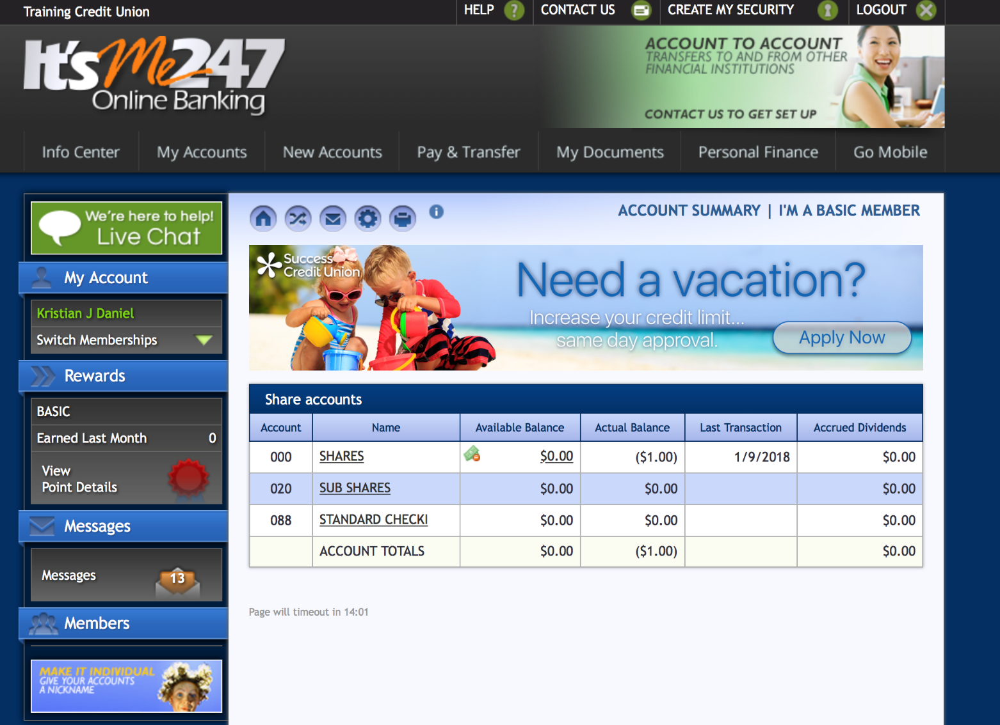 Training Credit Union
HELP ?
CONTACT US
CREATE MY SECURITY
LOGOUT
It'sMe247
Online Banking
ACCOUNT TO ACCOUNT
TRANSFERS TO AND FROM OTHER
FINANCIAL INSTITUTIONS
CONTACT US TO GET SET UP
Info Center
My Accounts
New Accounts
Pay & Transfer
My Documents
Personal Finance
Go Mobile
We're here to help!
Live Chat
My Account
Kristian J Daniel
Switch Memberships
Rewards
BASIC
Earned Last Month 0
View
Point Details
Messages
Messages 13
Members
MAKE IT INDIVIDUAL
GIVE YOUR ACCOUNTS
A NICKNAME
i
ACCOUNT SUMMARY | I'M A BASIC MEMBER
Success
Credit Union
Need a vacation?
Increase your credit limit...
same day approval.
Apply Now
Share accounts
Account Name Available Balance Actual Balance Last Transaction Accrued Dividends
000 SHARES $0.00 ($1.00) 1/9/2018 $0.00
020 SUB SHARES $0.00 $0.00 $0.00
088 STANDARD CHECKI $0.00 $0.00 $0.00
ACCOUNT TOTALS $0.00 ($1.00) $0.00
Page will timeout in 14:01